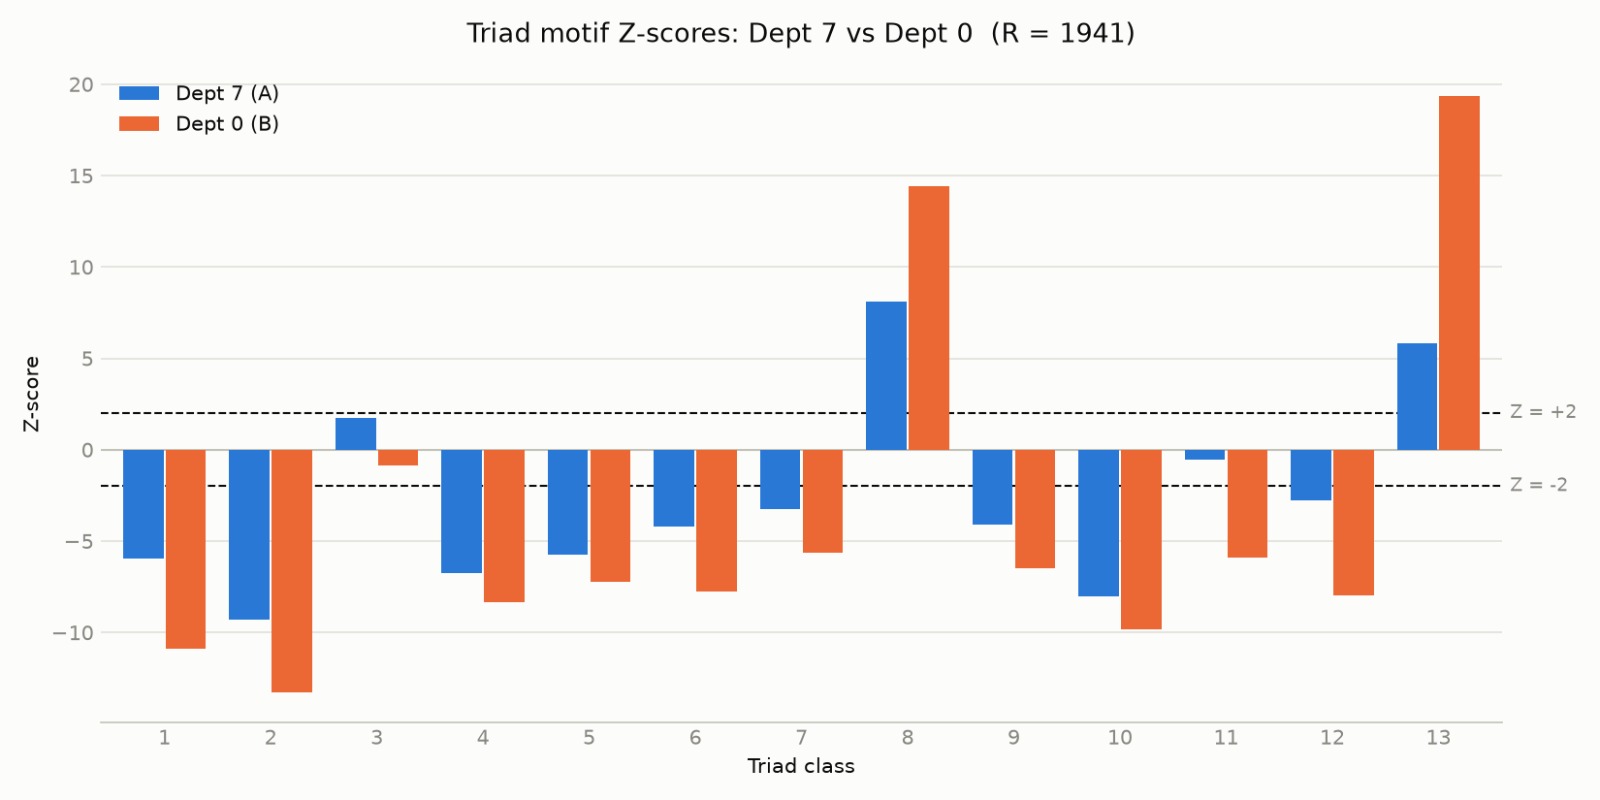 Triad motif Z-scores: Dept 7 vs Dept 0  (R = 1941)
Dept 7 (A)
Dept 0 (B)
20
15
10
5
0
−5
−10
Z-score
Z = +2
Z = -2
1 2 3 4 5 6 7 8 9 10 11 12 13
Triad class